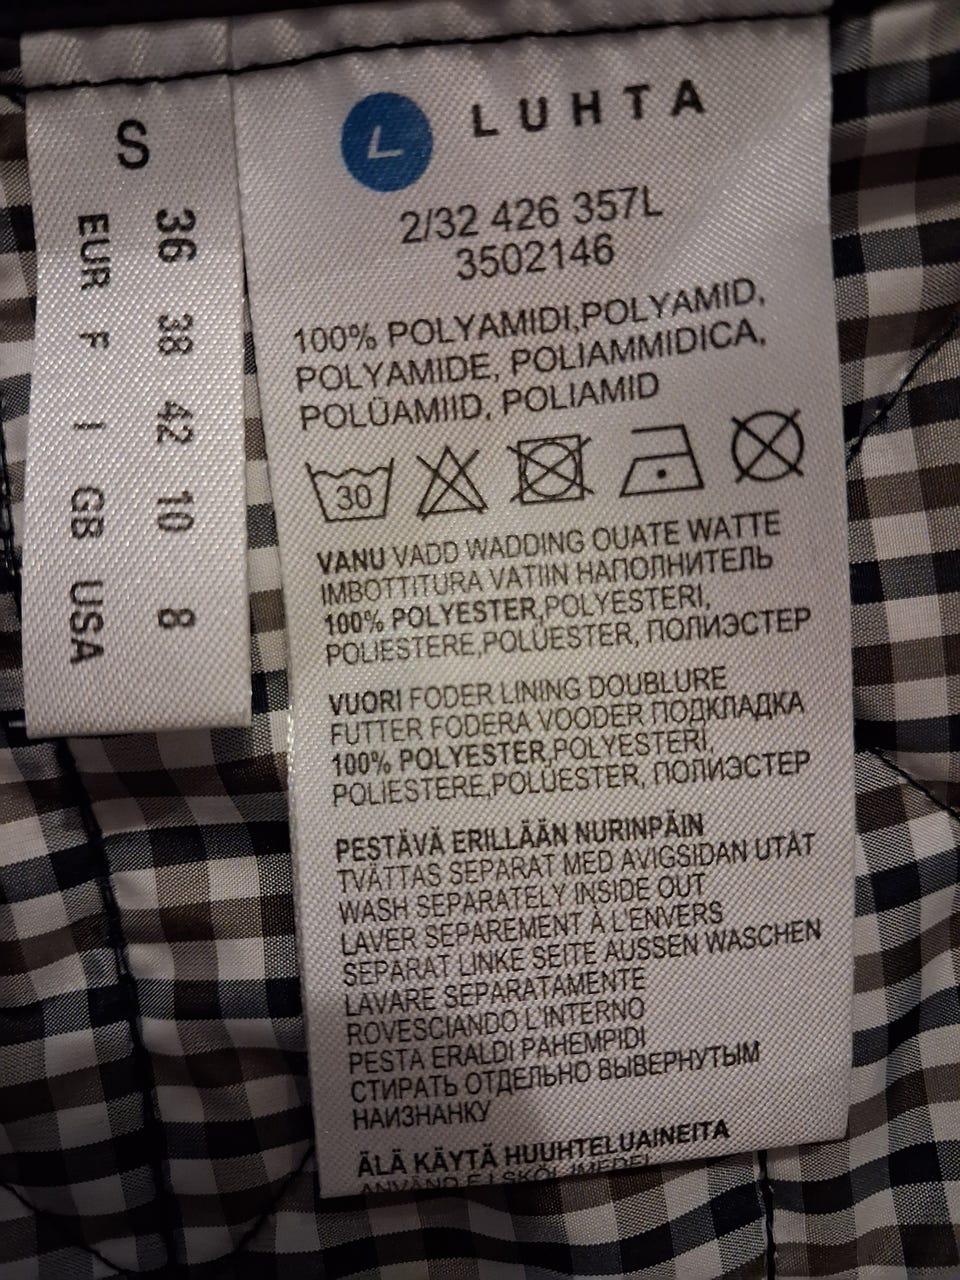 S
36 38 42 10 8
EUR F I GB USA
L LUHTA
2/32 426 357L
3502146
100% POLYAMIDI,POLYAMID,
POLYAMIDE, POLIAMMIDICA,
POLÜAMIID, POLIAMID
30
VANU VADD WADDING OUATE WATTE
IMBOTTITURA VATIIN НАПОЛНИТЕЛЬ
100% POLYESTER,POLYESTERI,
POLIESTERE,POLÜESTER, ПОЛИЭСТЕР
VUORI FODER LINING DOUBLURE
FUTTER FODERA VOODER ПОДКЛАДКА
100% POLYESTER,POLYESTERI,
POLIESTERE,POLÜESTER, ПОЛИЭСТЕР
PESTÄVÄ ERILLÄÄN NURINPÄIN
TVÄTTAS SEPARAT MED AVIGSIDAN UTÅT
WASH SEPARATELY INSIDE OUT
LAVER SEPAREMENT À L'ENVERS
SEPARAT LINKE SEITE AUSSEN WASCHEN
LAVARE SEPARATAMENTE
ROVESCIANDO L'INTERNO
PESTA ERALDI PAHEMPIDI
СТИРАТЬ ОТДЕЛЬНО ВЫВЕРНУТЫМ
НАИЗНАНКУ
ÄLÄ KÄYTÄ HUUHTELUAINEITA
ANVÄND EJ SKÖLJMEDEL